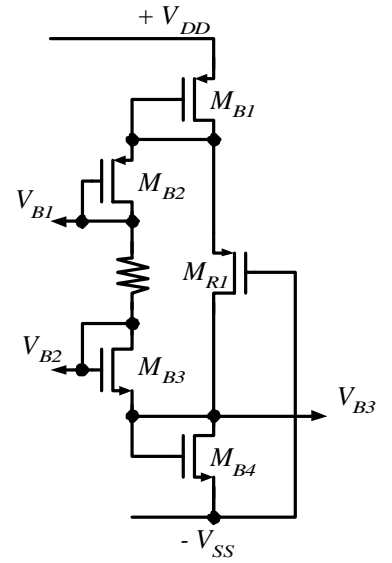 + V_DD
M_B1
M_B2
V_B1
M_R1
V_B2
M_B3
V_B3
M_B4
- V_SS